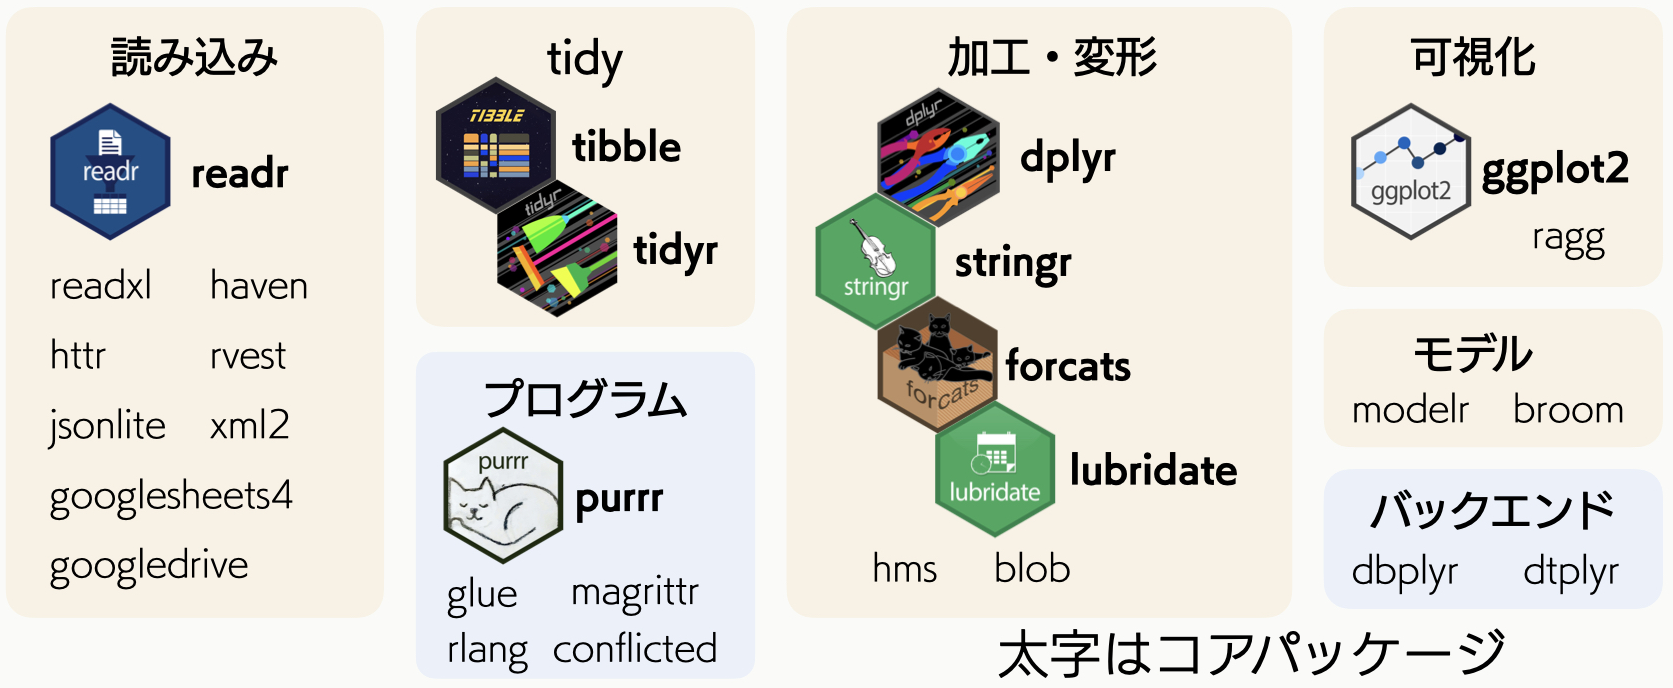 読み込み
readr
readr
readxl haven
httr rvest
jsonlite xml2
googlesheets4
googledrive
tidy
TIBBLE
tibble
tidyr
tidyr
プログラム
purrr
purrr
glue magrittr
rlang conflicted
加工・変形
dplyr
dplyr
stringr
stringr
forcats
forcats
lubridate
lubridate
hms blob
可視化
ggplot2
ggplot2
ragg
モデル
modelr broom
バックエンド
dbplyr dtplyr
太字はコアパッケージ